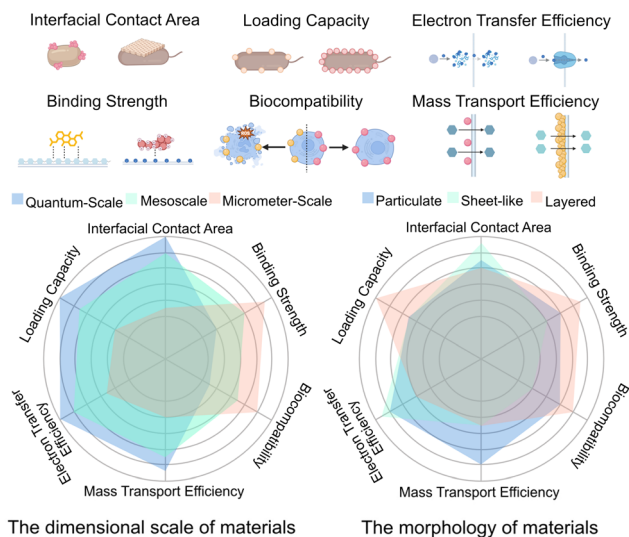 Interfacial Contact Area
Loading Capacity
Electron Transfer Efficiency
Binding Strength
Biocompatibility
Mass Transport Efficiency
Quantum-Scale
Mesoscale
Micrometer-Scale
Particulate
Sheet-like
Layered
Interfacial Contact Area
Binding Strength
Biocompatibility
Mass Transport Efficiency
Electron Transfer
Efficiency
Loading Capacity
Interfacial Contact Area
Binding Strength
Biocompatibility
Mass Transport Efficiency
Electron Transfer
Efficiency
Loading Capacity
The dimensional scale of materials
The morphology of materials